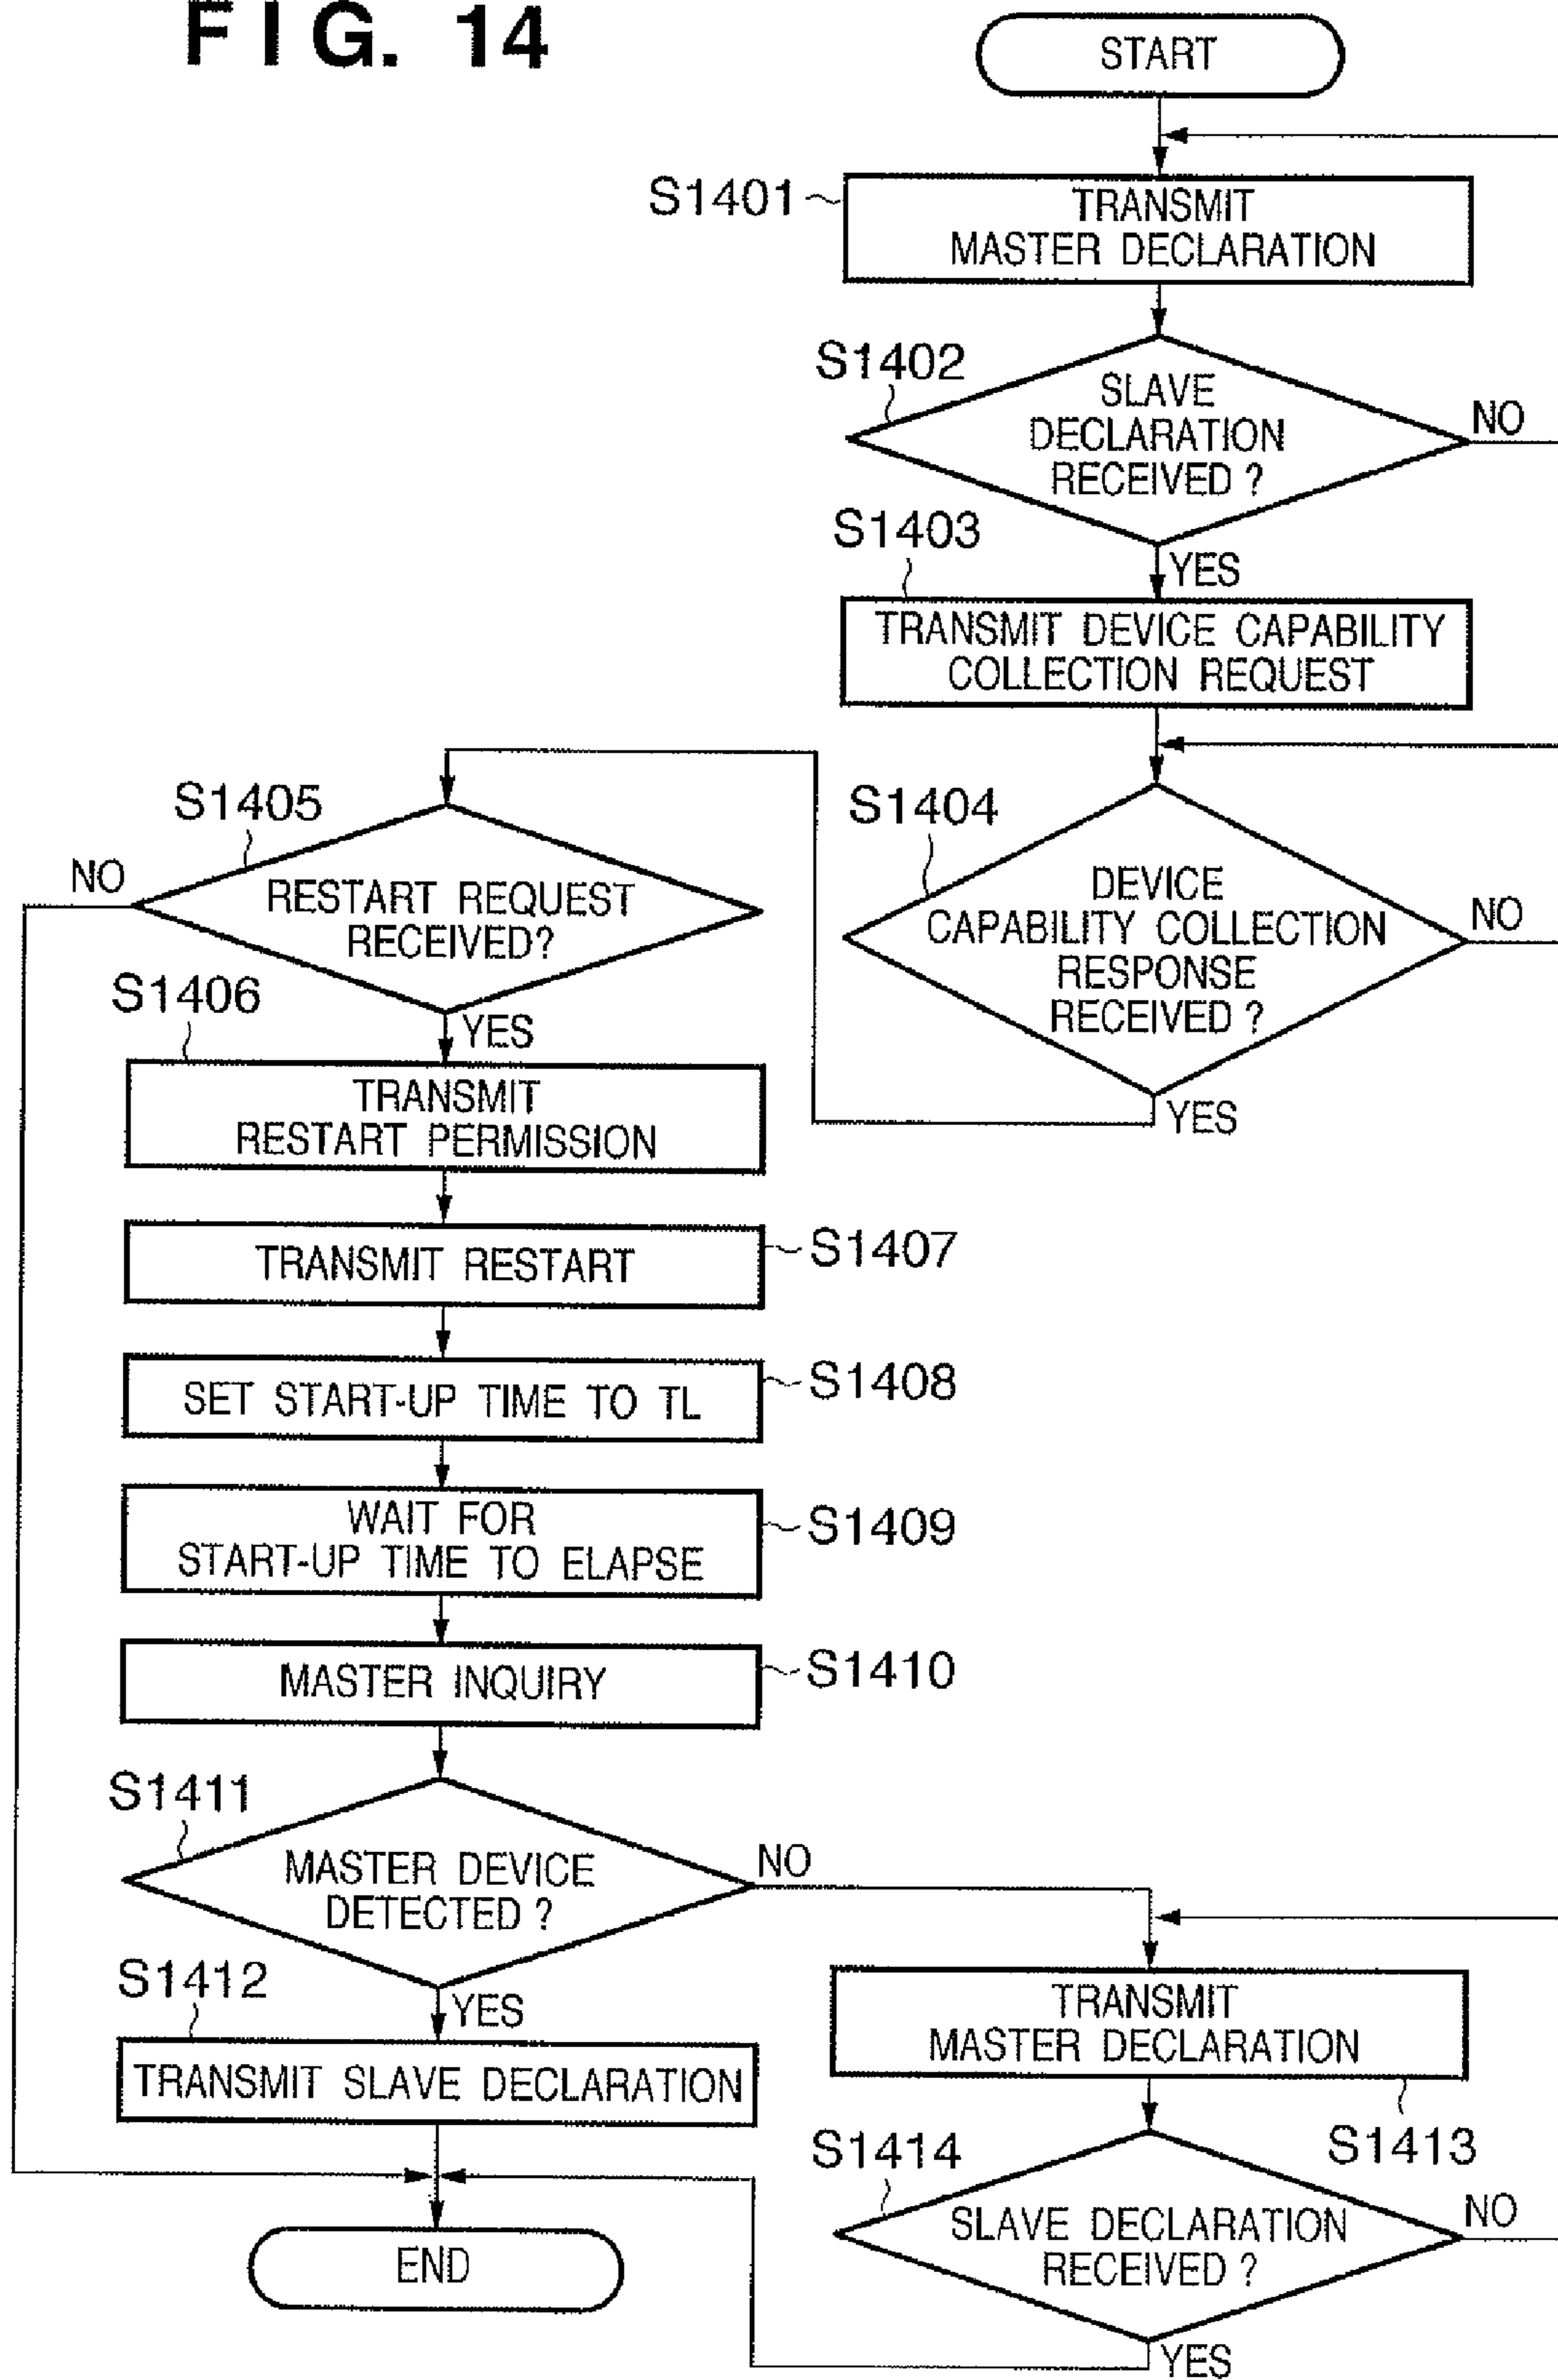 FIG. 14
START
S1401
TRANSMIT
MASTER DECLARATION
S1402
SLAVE
DECLARATION
RECEIVED ?
NO
YES
S1403
TRANSMIT DEVICE CAPABILITY
COLLECTION REQUEST
S1404
DEVICE
CAPABILITY COLLECTION
RESPONSE
RECEIVED ?
NO
YES
S1405
RESTART REQUEST
RECEIVED?
NO
YES
S1406
TRANSMIT
RESTART PERMISSION
TRANSMIT RESTART
S1407
SET START-UP TIME TO TL
S1408
WAIT FOR
START-UP TIME TO ELAPSE
S1409
MASTER INQUIRY
S1410
S1411
MASTER DEVICE
DETECTED ?
NO
YES
S1412
TRANSMIT SLAVE DECLARATION
TRANSMIT
MASTER DECLARATION
S1413
S1414
SLAVE DECLARATION
RECEIVED ?
NO
YES
END